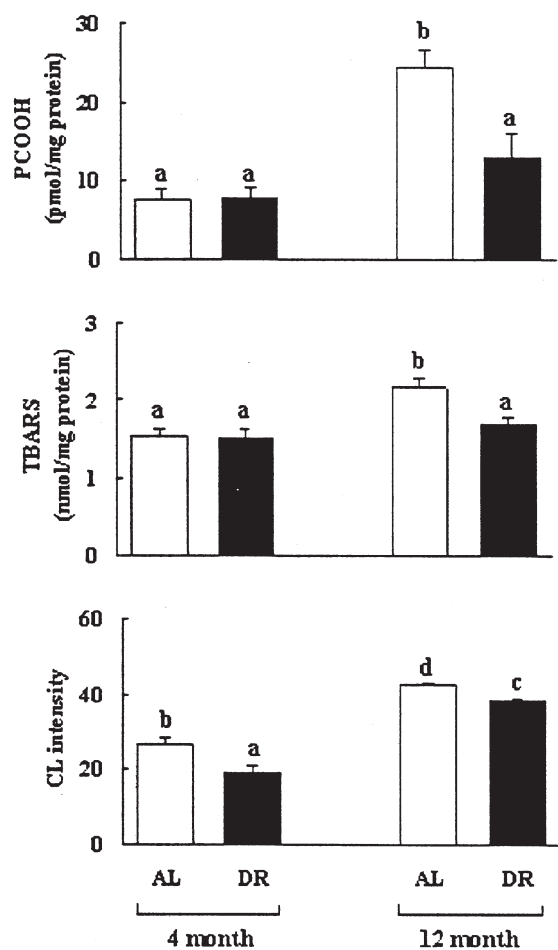 PCOOH
(pmol/mg protein)
30
20
10
0
a
a
b
a
TBARS
(nmol/mg protein)
3
2
1
0
a
a
b
a
CL intensity
60
40
20
0
b
a
d
c
AL DR AL DR
4 month 12 month